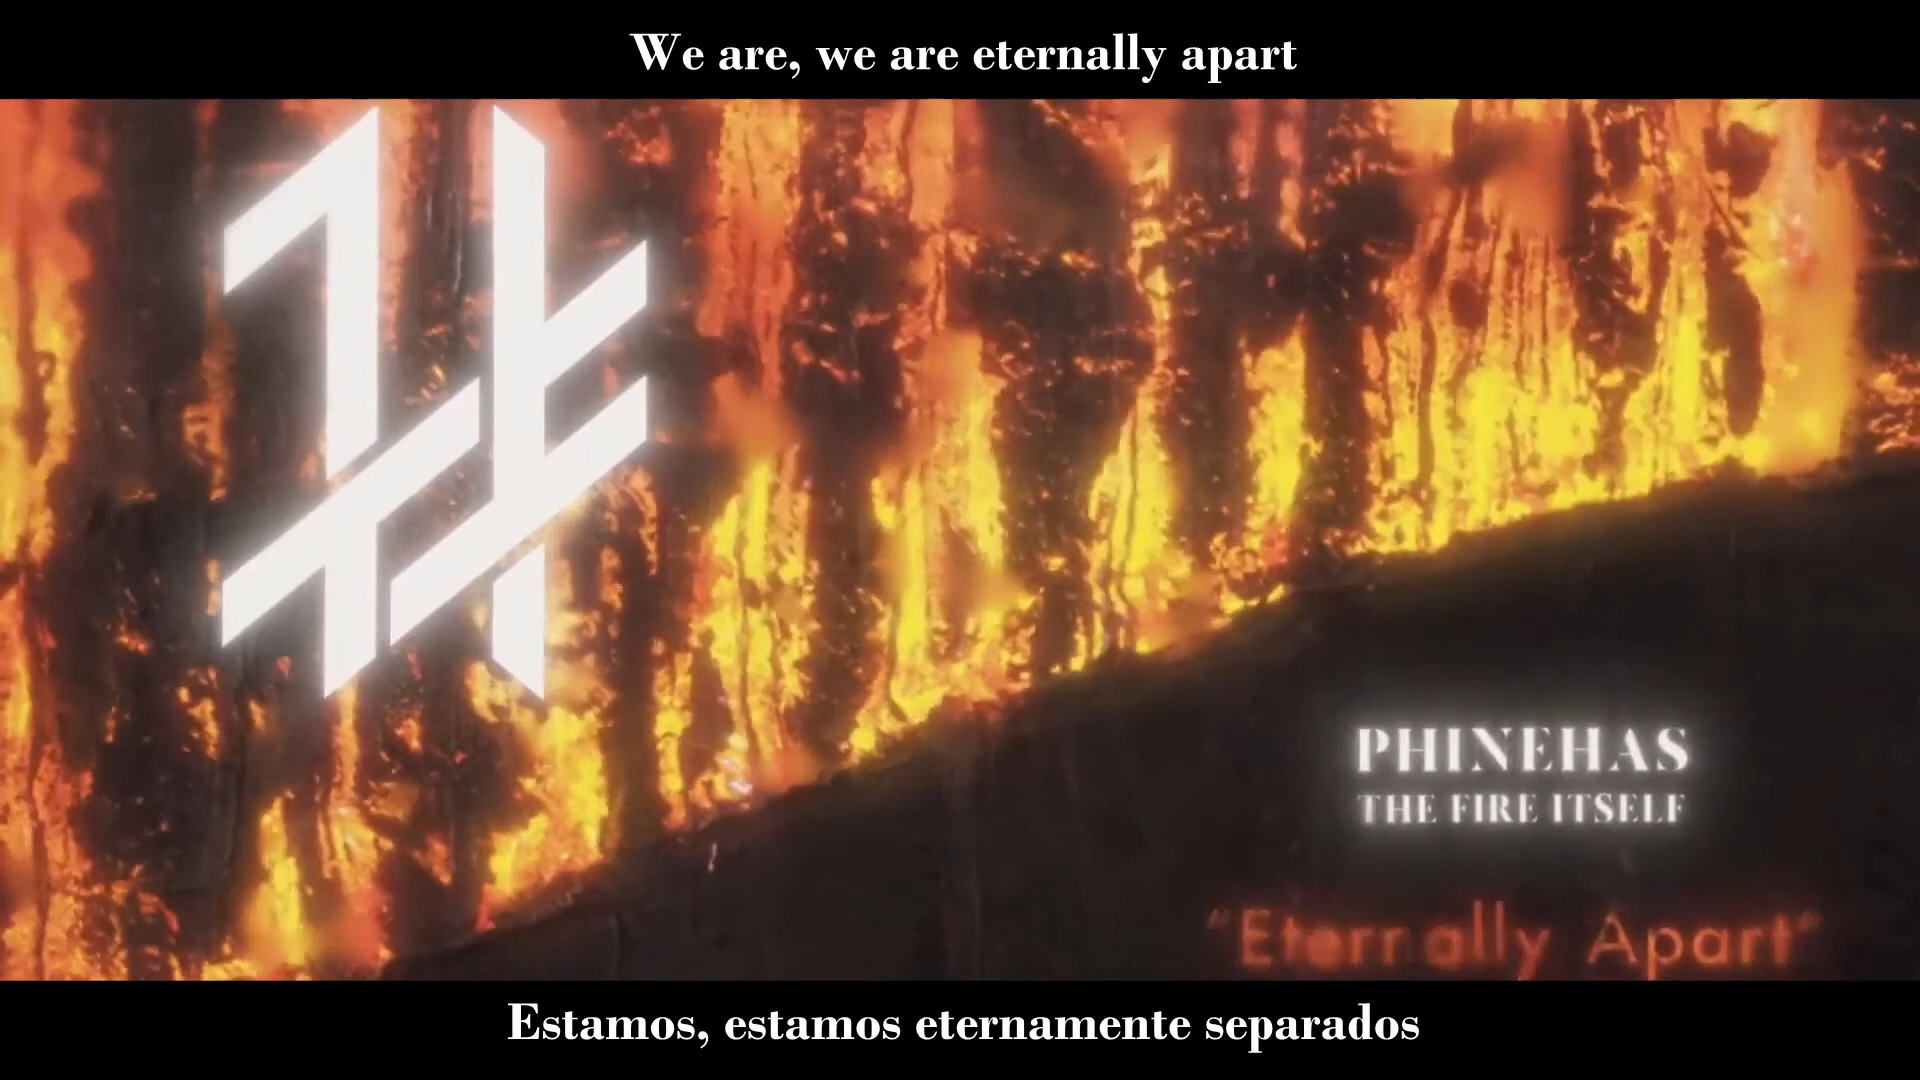 We are, we are eternally apart
PHINEHAS
THE FIRE ITSELF
"Eternally Apart"
Estamos, estamos eternamente separados